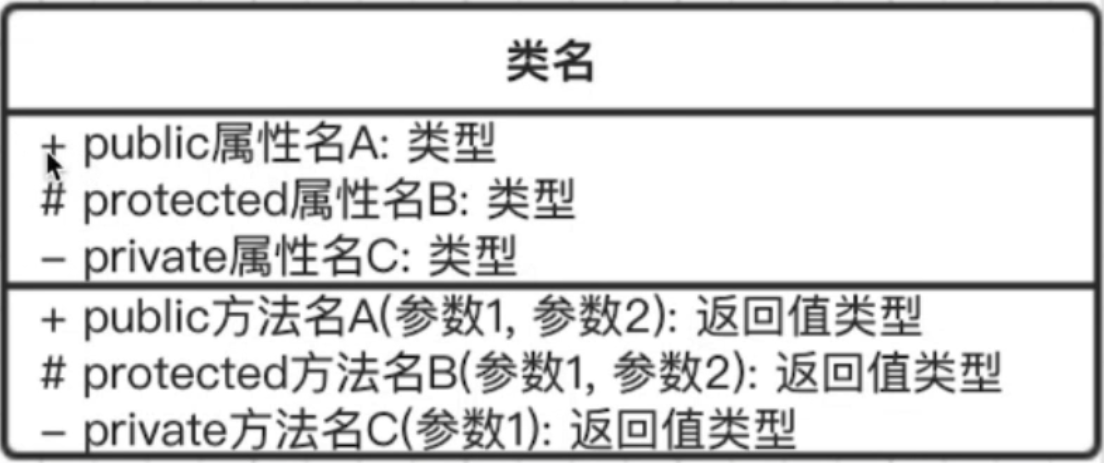 类名
+ public属性名A: 类型
# protected属性名B: 类型
– private属性名C: 类型
+ public方法名A(参数1, 参数2): 返回值类型
# protected方法名B(参数1, 参数2): 返回值类型
– private方法名C(参数1): 返回值类型